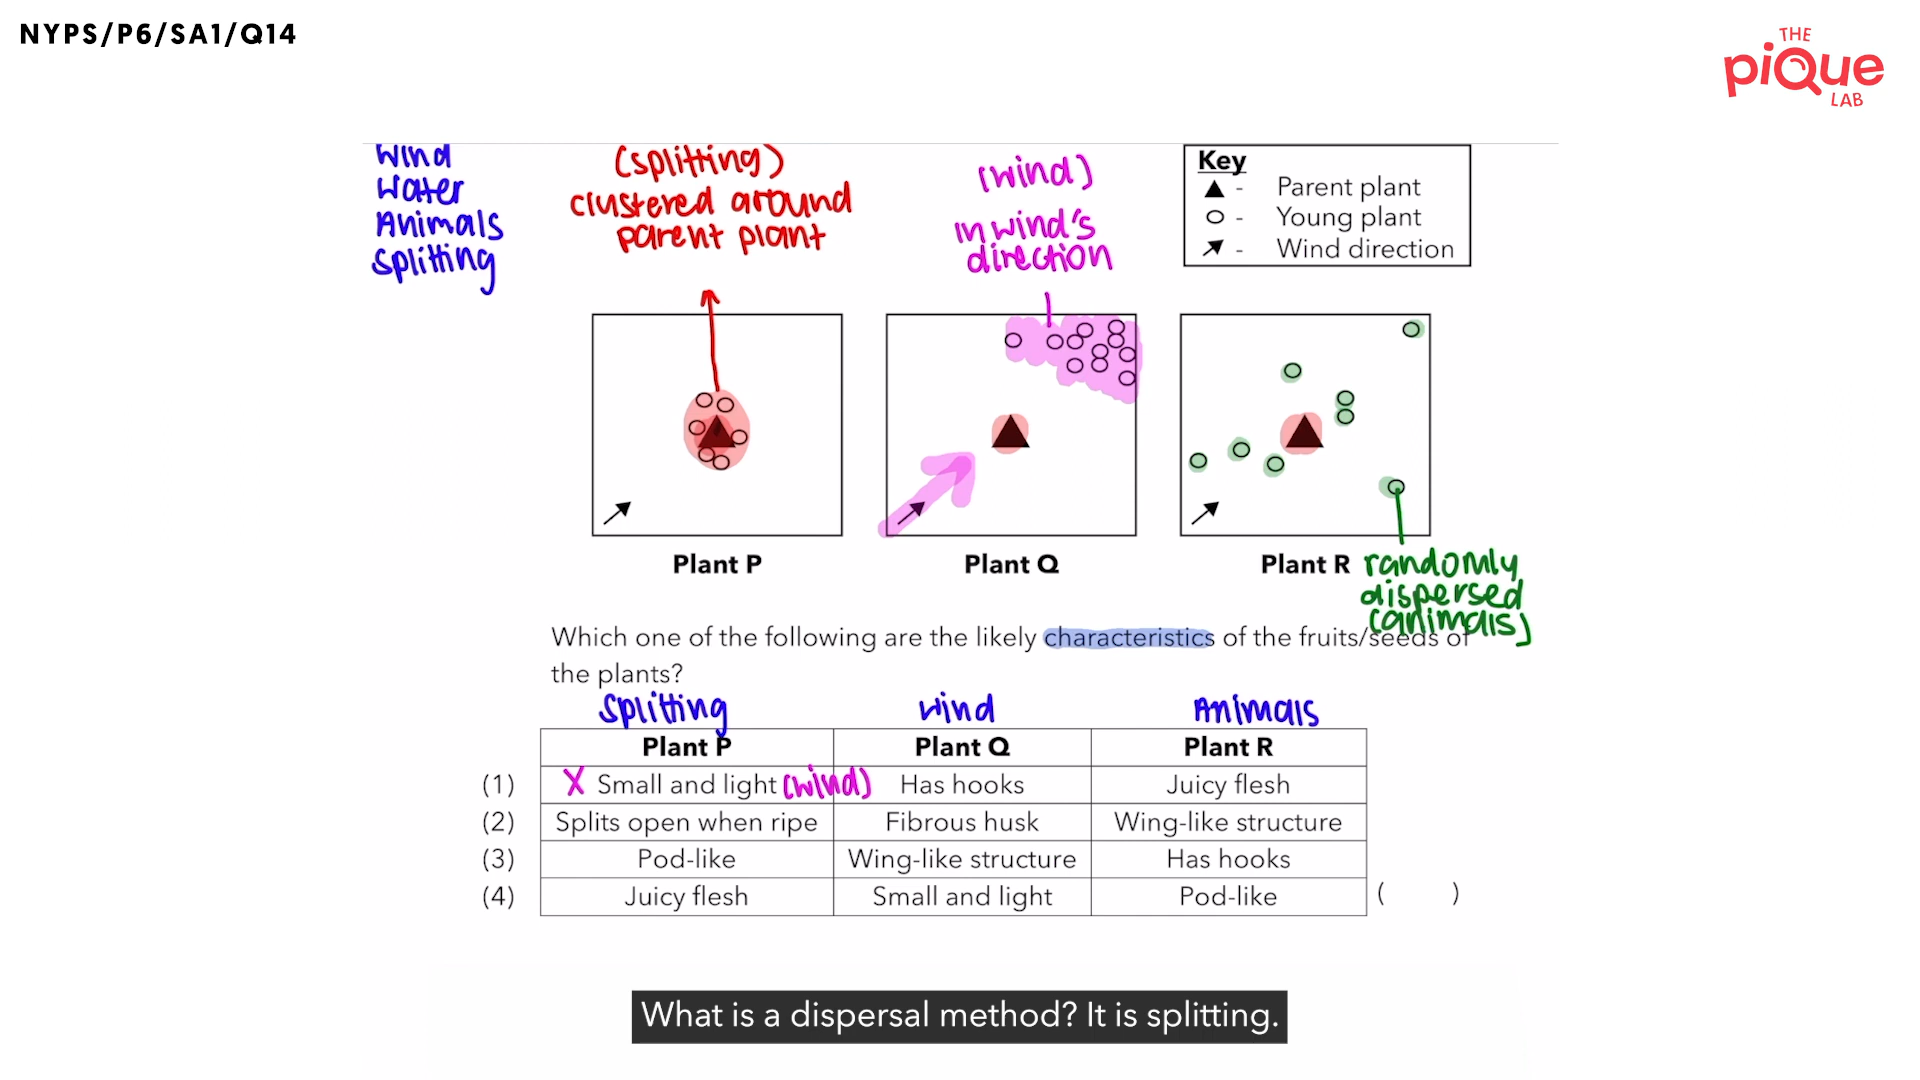 NYPS/P6/SA1/Q14
THE
piQue
LAB
Wind
Water
Animals
Splitting
(splitting)
clustered around
parent plant
(wind)
in wind's
direction
Key
- Parent plant
- Young plant
- Wind direction
Plant P
Plant Q
Plant R
randomly
dispersed
(animals)
Which one of the following are the likely characteristics of the fruits/seeds of
the plants?
Splitting Wind Animals
Plant P Plant Q Plant R
(1) X Small and light (wind) Has hooks Juicy flesh
(2) Splits open when ripe Fibrous husk Wing-like structure
(3) Pod-like Wing-like structure Has hooks
(4) Juicy flesh Small and light Pod-like ( )
What is a dispersal method? It is splitting.